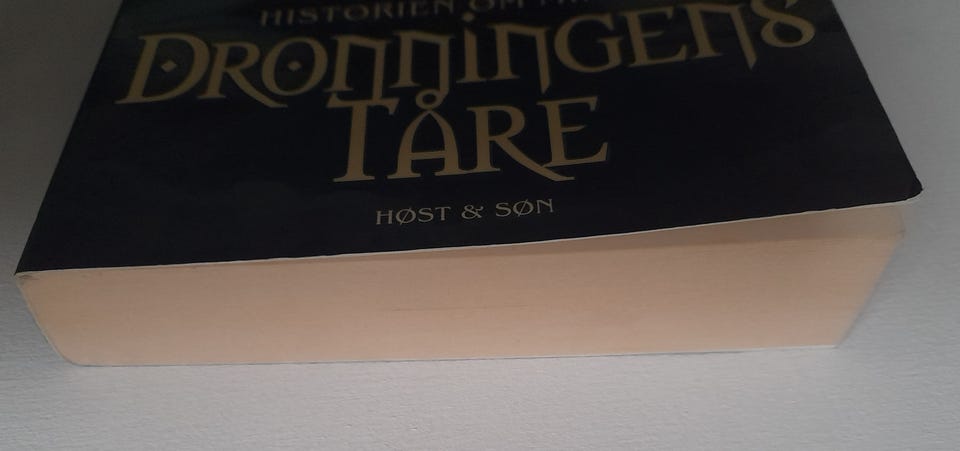 HISTORIEN OM
DRONNINGENS
TÅRE
HØST & SØN